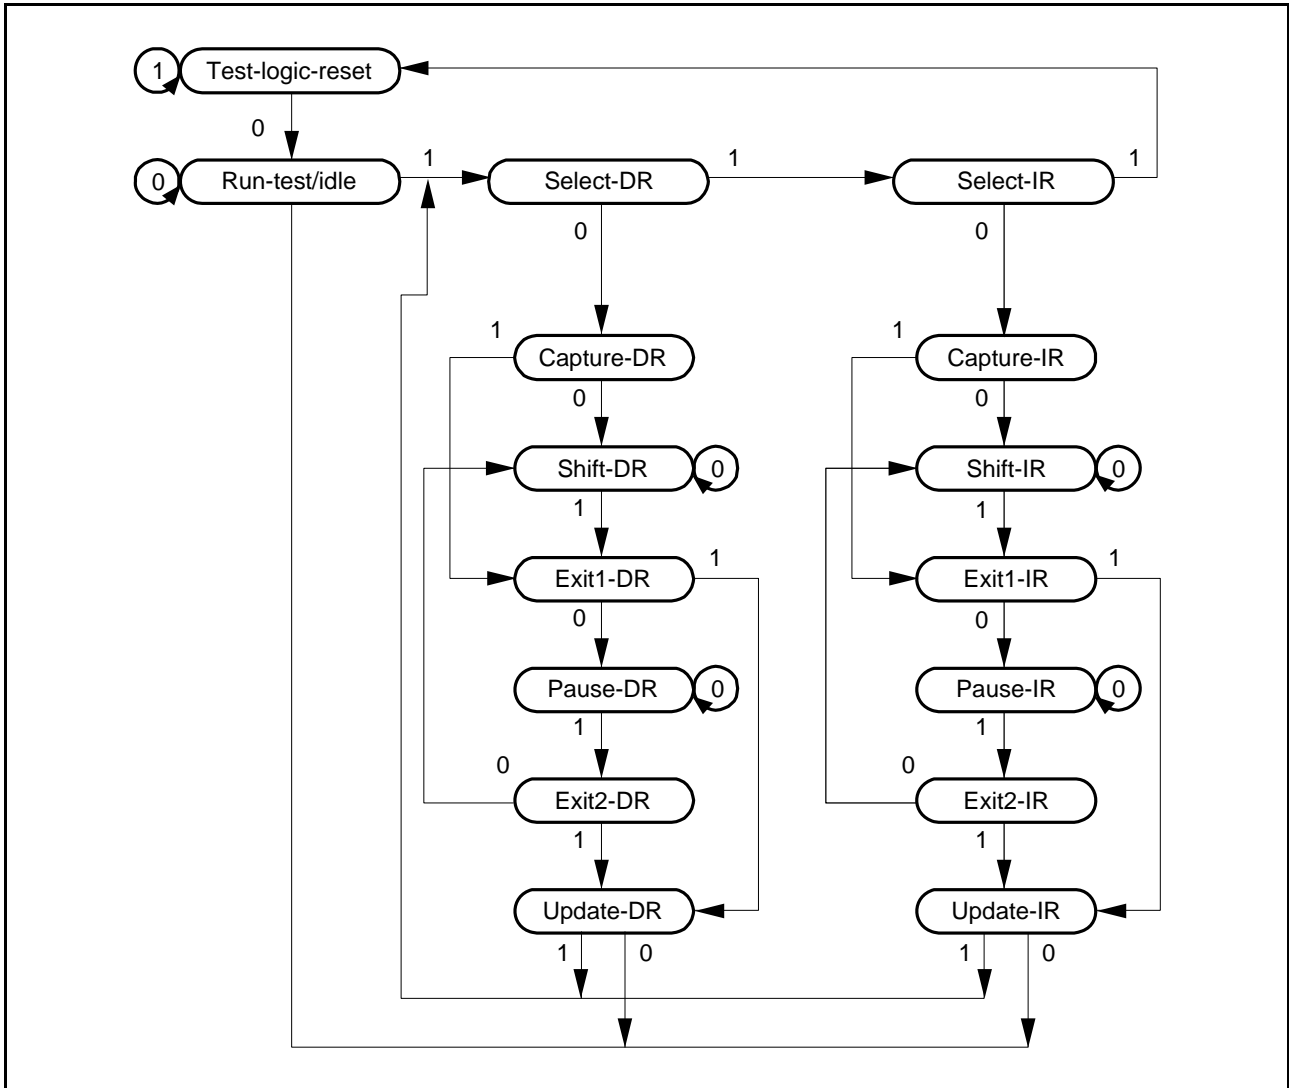 1 Test-logic-reset
0
0 Run-test/idle 1 Select-DR 1 Select-IR 1
0 0
1 1
Capture-DR Capture-IR
0 0
Shift-DR 0 Shift-IR 0
1 1
1 1
Exit1-DR Exit1-IR
0 0
Pause-DR 0 Pause-IR 0
1 1
0 0
Exit2-DR Exit2-IR
1 1
Update-DR Update-IR
1 0 1 0